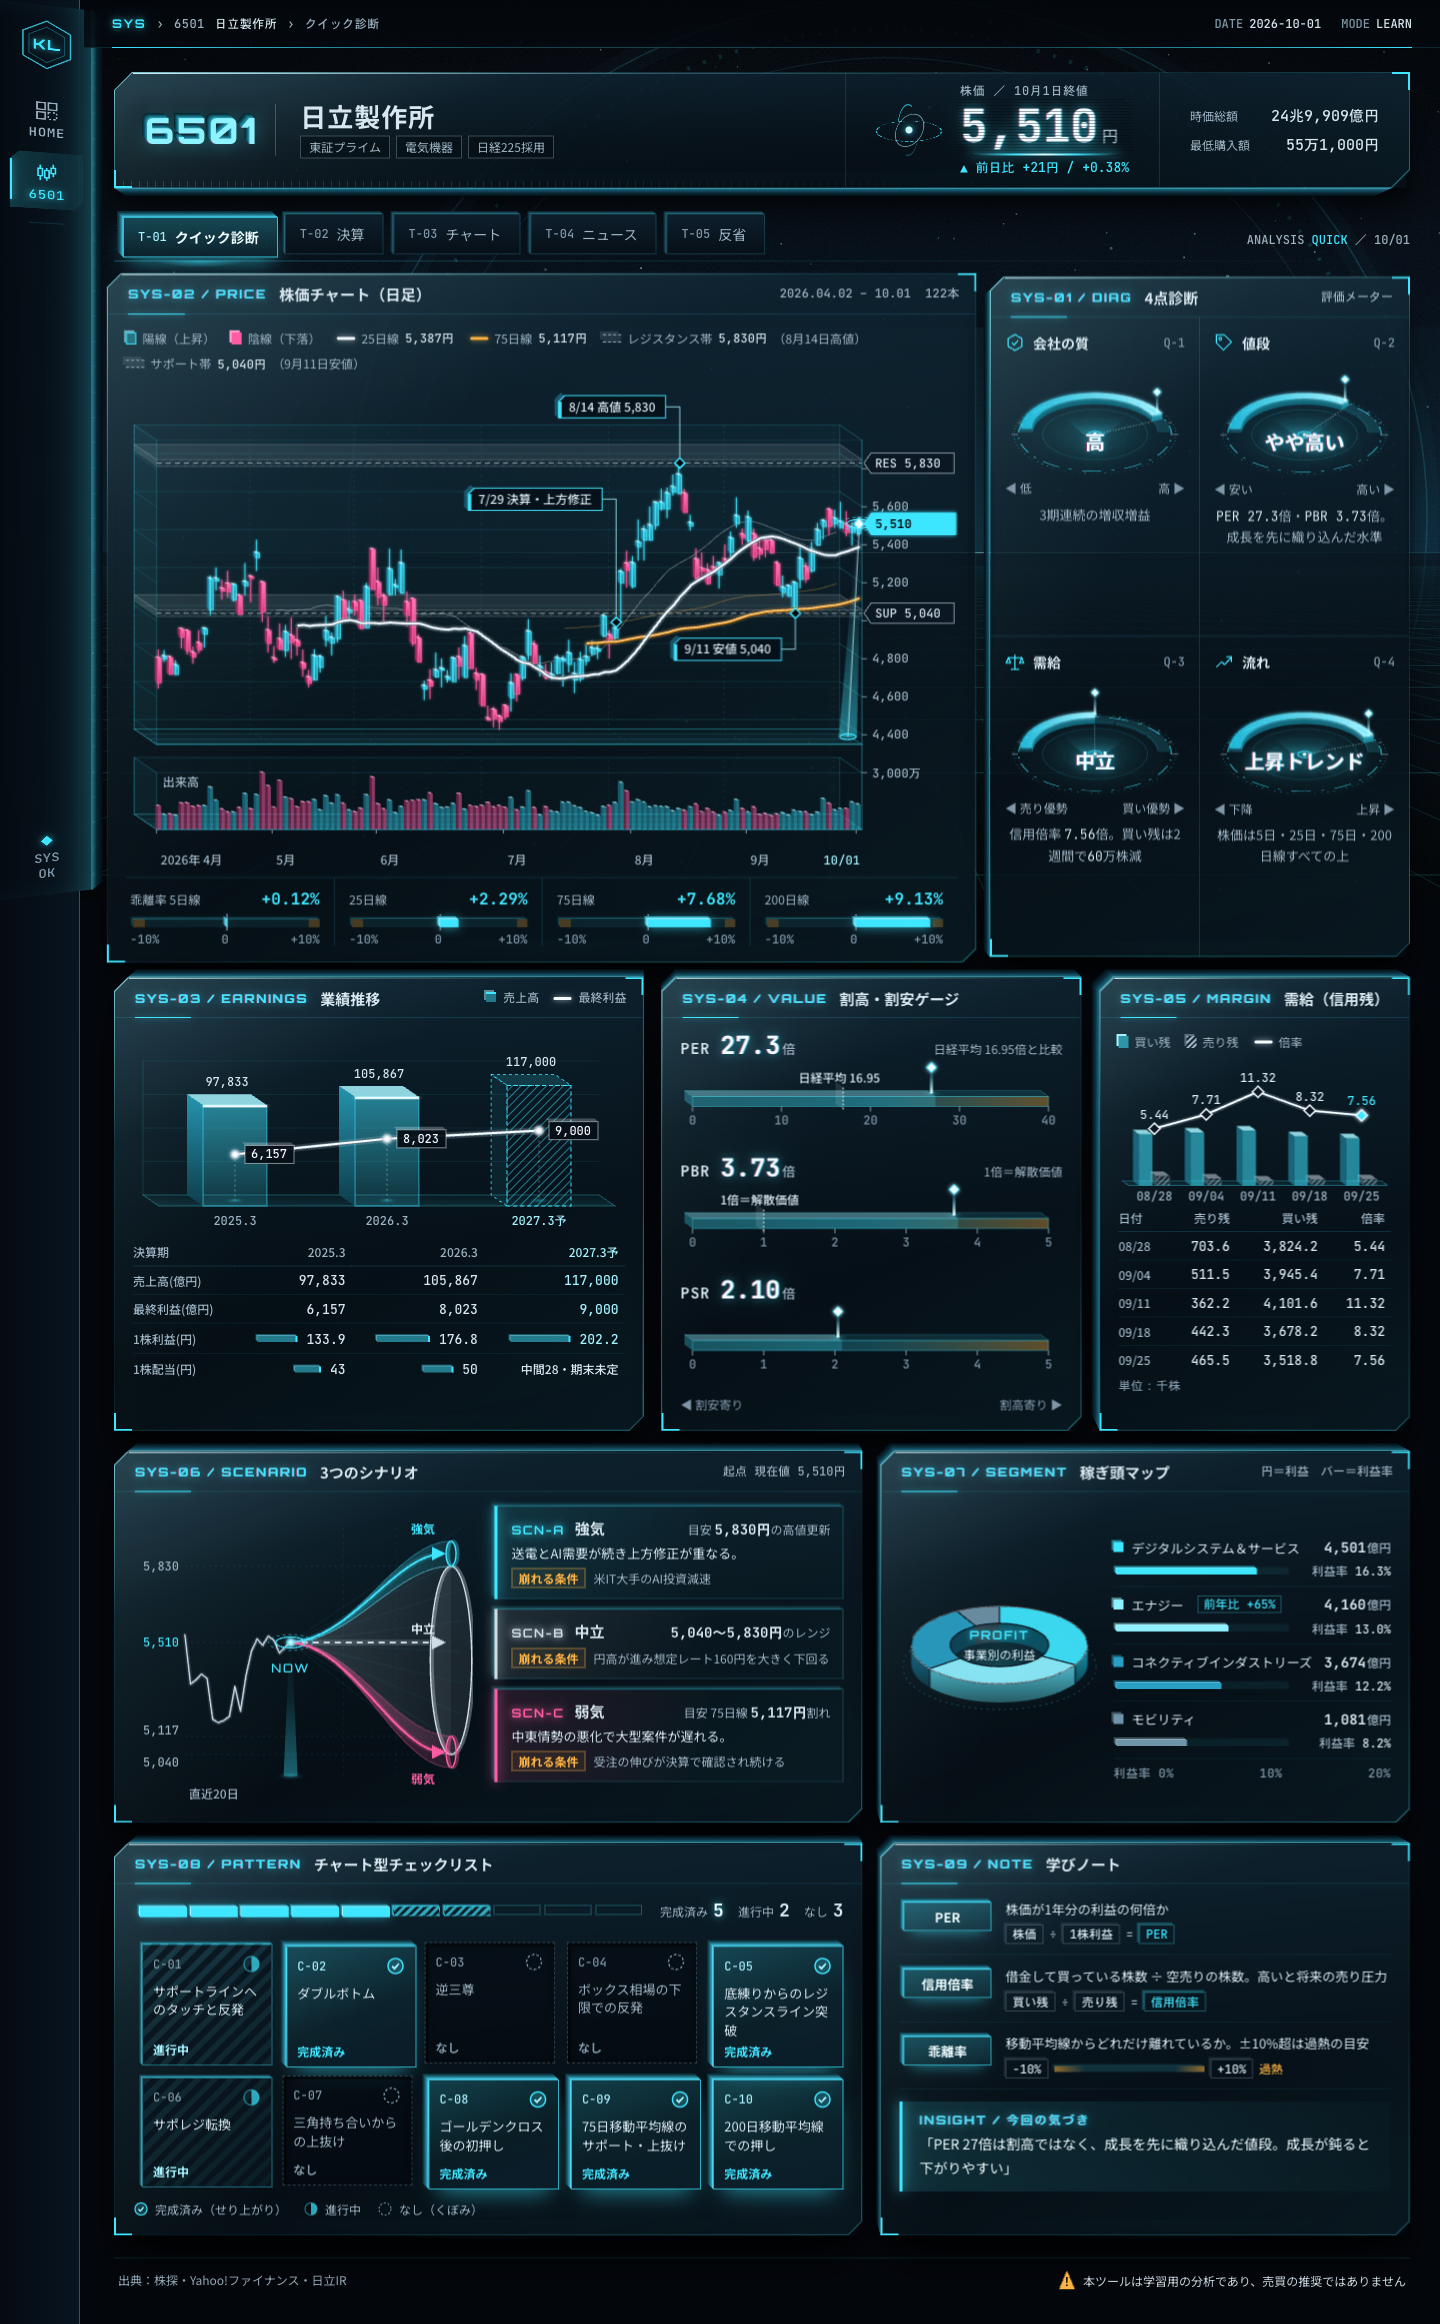 KL
HOME
6501
SYS
OK
SYS › 6501 日立製作所 › クイック診断
DATE 2026-10-01 MODE LEARN
6501
日立製作所
東証プライム 電気機器 日経225採用
株価 ／ 10月1日終値
5,510円
▲ 前日比 +21円 / +0.38%
時価総額 24兆9,909億円
最低購入額 55万1,000円
T-01 クイック診断
T-02 決算
T-03 チャート
T-04 ニュース
T-05 反省
ANALYSIS QUICK ／ 10/01
SYS-02 / PRICE 株価チャート（日足）
2026.04.02 – 10.01 122本
陽線（上昇） 陰線（下落） 25日線 5,387円 75日線 5,117円 レジスタンス帯 5,830円 （8月14日高値）
サポート帯 5,040円 （9月11日安値）
8/14 高値 5,830
7/29 決算・上方修正
9/11 安値 5,040
RES 5,830
5,600
5,510
5,400
5,200
SUP 5,040
4,800
4,600
4,400
3,000万
出来高
2026年 4月 5月 6月 7月 8月 9月 10/01
乖離率 5日線 +0.12%
-10% 0 +10%
25日線 +2.29%
-10% 0 +10%
75日線 +7.68%
-10% 0 +10%
200日線 +9.13%
-10% 0 +10%
SYS-01 / DIAG 4点診断
評価メーター
会社の質 Q-1
高
◀ 低 高 ▶
3期連続の増収増益
値段 Q-2
やや高い
◀ 安い 高い ▶
PER 27.3倍・PBR 3.73倍。
成長を先に織り込んだ水準
需給 Q-3
中立
◀ 売り優勢 買い優勢 ▶
信用倍率 7.56倍。買い残は2
週間で60万株減
流れ Q-4
上昇トレンド
◀ 下降 上昇 ▶
株価は5日・25日・75日・200
日線すべての上
SYS-03 / EARNINGS 業績推移
売上高 最終利益
97,833
105,867
117,000
6,157
8,023
9,000
2025.3 2026.3 2027.3予
決算期 2025.3 2026.3 2027.3予
売上高(億円) 97,833 105,867 117,000
最終利益(億円) 6,157 8,023 9,000
1株利益(円) 133.9 176.8 202.2
1株配当(円) 43 50 中間28・期末未定
SYS-04 / VALUE 割高・割安ゲージ
PER 27.3倍
日経平均 16.95倍と比較
日経平均 16.95
0 10 20 30 40
PBR 3.73倍
1倍＝解散価値
1倍＝解散価値
0 1 2 3 4 5
PSR 2.10倍
0 1 2 3 4 5
◀ 割安寄り 割高寄り ▶
SYS-05 / MARGIN 需給（信用残）
買い残 売り残 倍率
5.44 7.71 11.32 8.32 7.56
08/28 09/04 09/11 09/18 09/25
日付 売り残 買い残 倍率
08/28 703.6 3,824.2 5.44
09/04 511.5 3,945.4 7.71
09/11 362.2 4,101.6 11.32
09/18 442.3 3,678.2 8.32
09/25 465.5 3,518.8 7.56
単位：千株
SYS-06 / SCENARIO 3つのシナリオ
起点 現在値 5,510円
5,830
5,510
5,117
5,040
強気
中立
弱気
NOW
直近20日
SCN-A 強気 目安 5,830円の高値更新
送電とAI需要が続き上方修正が重なる。
崩れる条件 米IT大手のAI投資減速
SCN-B 中立 5,040〜5,830円のレンジ
崩れる条件 円高が進み想定レート160円を大きく下回る
SCN-C 弱気 目安 75日線 5,117円割れ
中東情勢の悪化で大型案件が遅れる。
崩れる条件 受注の伸びが決算で確認され続ける
SYS-07 / SEGMENT 稼ぎ頭マップ
円＝利益 バー＝利益率
PROFIT
事業別の利益
デジタルシステム＆サービス 4,501億円
利益率 16.3%
エナジー 前年比 +65% 4,160億円
利益率 13.0%
コネクティブインダストリーズ 3,674億円
利益率 12.2%
モビリティ 1,081億円
利益率 8.2%
利益率 0% 10% 20%
SYS-08 / PATTERN チャート型チェックリスト
完成済み 5 進行中 2 なし 3
C-01
サポートラインへ
のタッチと反発
進行中
C-02
ダブルボトム
完成済み
C-03
逆三尊
なし
C-04
ボックス相場の下
限での反発
なし
C-05
底練りからのレジ
スタンスライン突
破
完成済み
C-06
サポレジ転換
進行中
C-07
三角持ち合いから
の上抜け
なし
C-08
ゴールデンクロス
後の初押し
完成済み
C-09
75日移動平均線の
サポート・上抜け
完成済み
C-10
200日移動平均線
での押し
完成済み
完成済み（せり上がり） 進行中 なし（くぼみ）
SYS-09 / NOTE 学びノート
PER
株価が1年分の利益の何倍か
株価 ÷ 1株利益 = PER
信用倍率
借金して買っている株数 ÷ 空売りの株数。高いと将来の売り圧力
買い残 ÷ 売り残 = 信用倍率
乖離率
移動平均線からどれだけ離れているか。±10%超は過熱の目安
-10% +10% 過熱
INSIGHT / 今回の気づき
「PER 27倍は割高ではなく、成長を先に織り込んだ値段。成長が鈍ると
下がりやすい」
出典：株探・Yahoo!ファイナンス・日立IR
本ツールは学習用の分析であり、売買の推奨ではありません